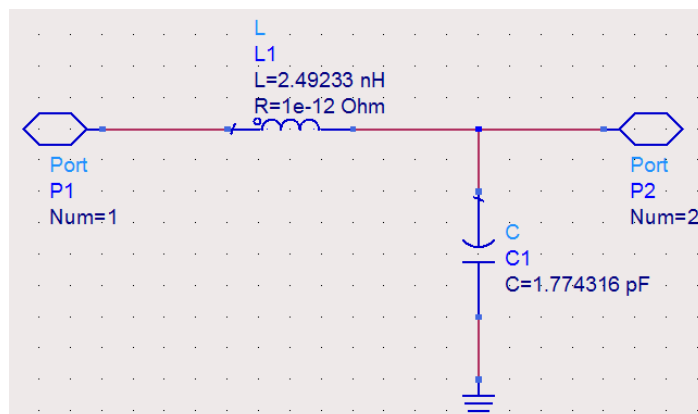 L
L1
L=2.49233 nH
R=1e-12 Ohm
Port
P1
Num=1
Port
P2
Num=2
C
C1
C=1.774316 pF